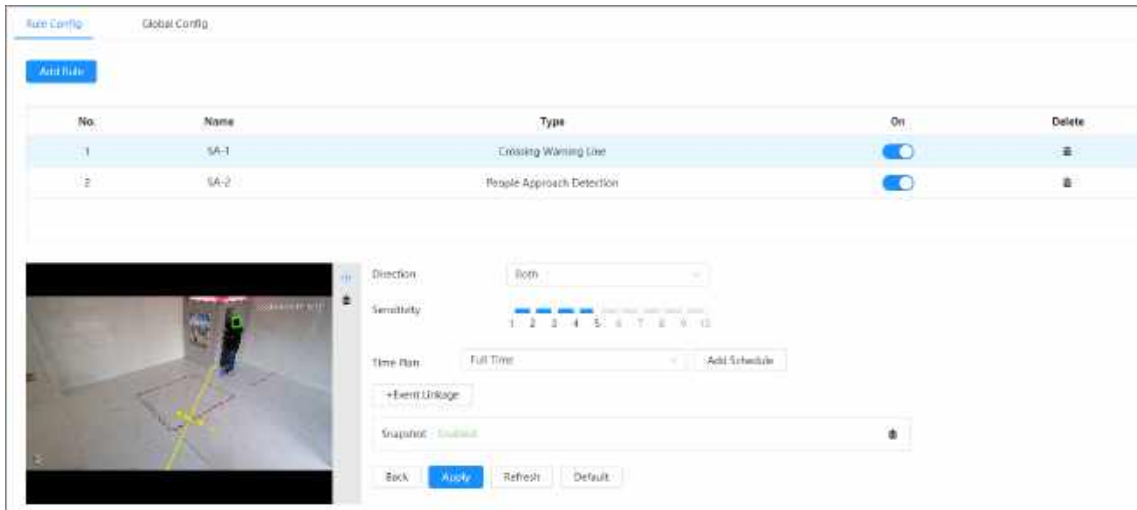 Rule Config Global Config
Add Rule
No. Name Type On Delete
1 SA-1 Crossing Warning Line
2 SA-2 People Approach Detection
Direction Both
Sensitivity
1 2 3 4 5 6 7 8 9 10
Time Plan Full Time Add Schedule
+Event Linkage
Snapshot Enabled
Back Apply Refresh Default